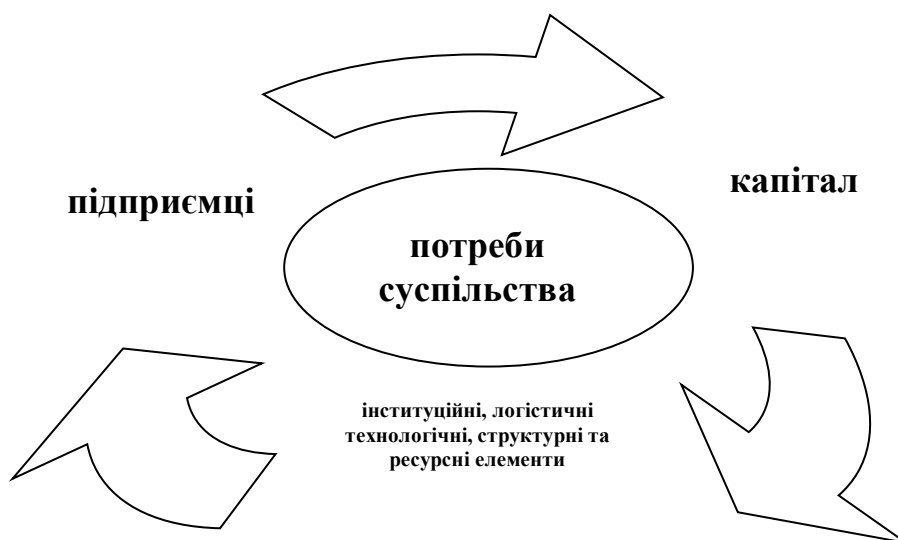 підприємці
капітал
потреби
суспільства
інституційні, логістичні
технологічні, структурні та
ресурсні елементи